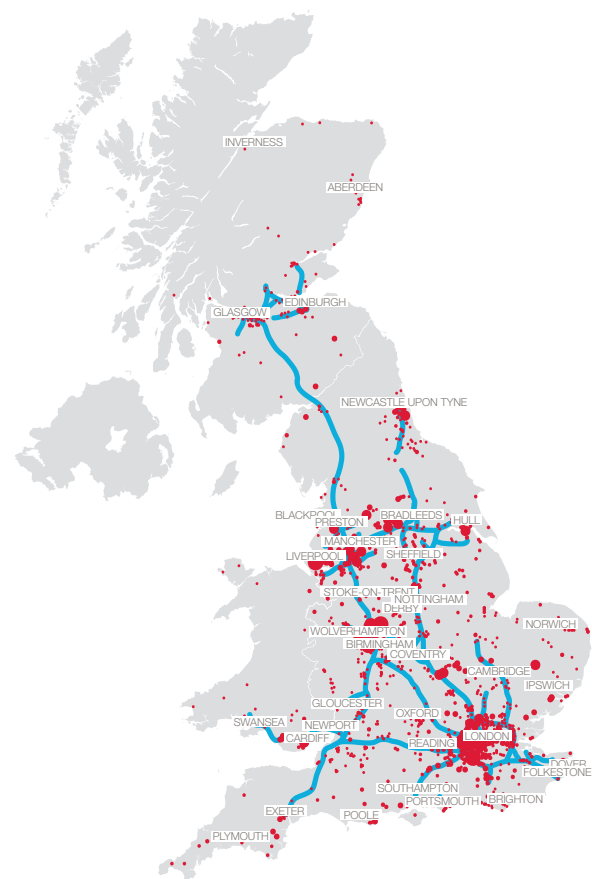 INVERNESS
ABERDEEN
EDINBURGH
GLASGOW
NEWCASTLE UPON TYNE
BLACKPOOL
BRADLEEDS
PRESTON
HULL
MANCHESTER
LIVERPOOL
SHEFFIELD
STOKE-ON-TRENT
NOTTINGHAM
DERBY
NORWICH
WOLVERHAMPTON
BIRMINGHAM
COVENTRY
CAMBRIDGE
IPSWICH
GLOUCESTER
OXFORD
SWANSEA
NEWPORT
CARDIFF
LONDON
READING
DOVER
FOLKESTONE
SOUTHAMPTON
PORTSMOUTH
BRIGHTON
EXETER
POOLE
PLYMOUTH